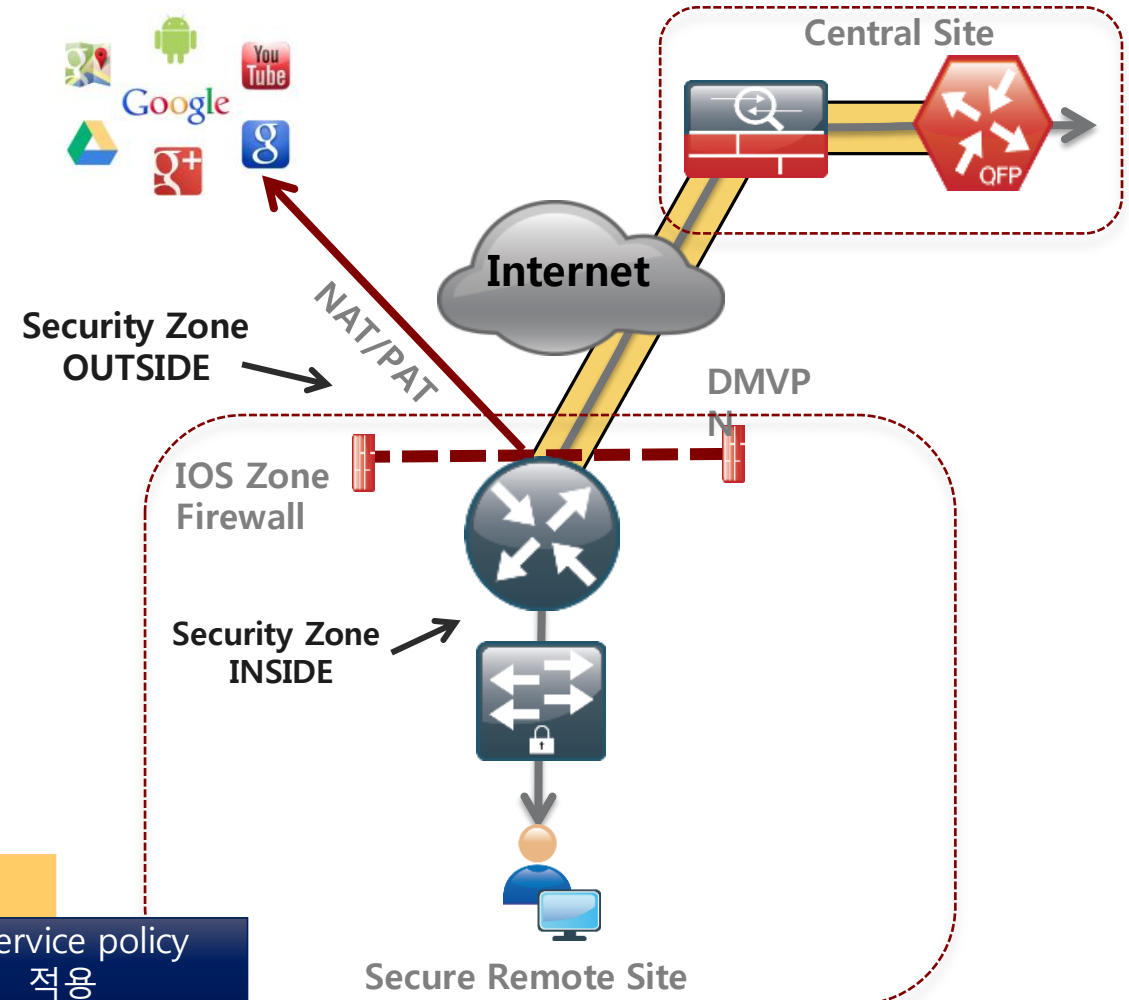 Central Site
You
Tube
Google
g+
g
QFP
Internet
NAT/PAT
Security Zone
OUTSIDE
DMVP
N
IOS Zone
Firewall
Security Zone
INSIDE
ervice policy
적용
Secure Remote Site